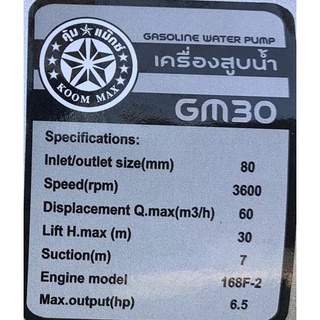 คุ้ม แม็กซ์
KOOM MAX
GASOLINE WATER PUMP
เครื่องสูบน้ำ
GM30
Specifications:
Inlet/outlet size(mm) 80
Speed(rpm) 3600
Displacement Q.max(m3/h) 60
Lift H.max (m) 30
Suction(m) 7
Engine model 168F-2
Max.output(hp) 6.5